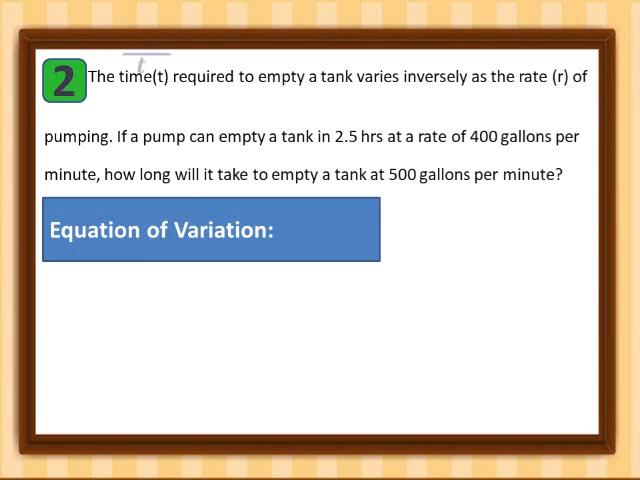 t
2 The time(t) required to empty a tank varies inversely as the rate (r) of
pumping. If a pump can empty a tank in 2.5 hrs at a rate of 400 gallons per
minute, how long will it take to empty a tank at 500 gallons per minute?
Equation of Variation: